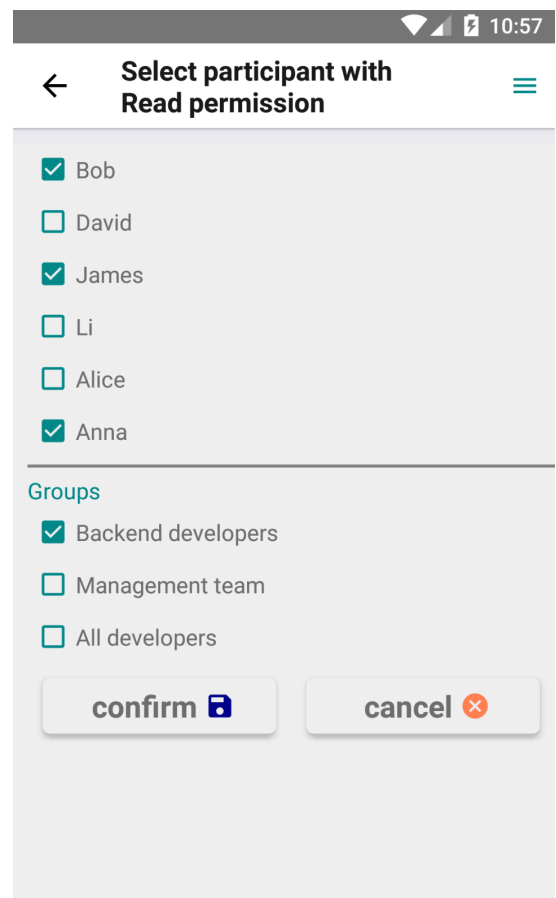 10:57
Select participant with
Read permission
Bob
David
James
Li
Alice
Anna
Groups
Backend developers
Management team
All developers
confirm
cancel